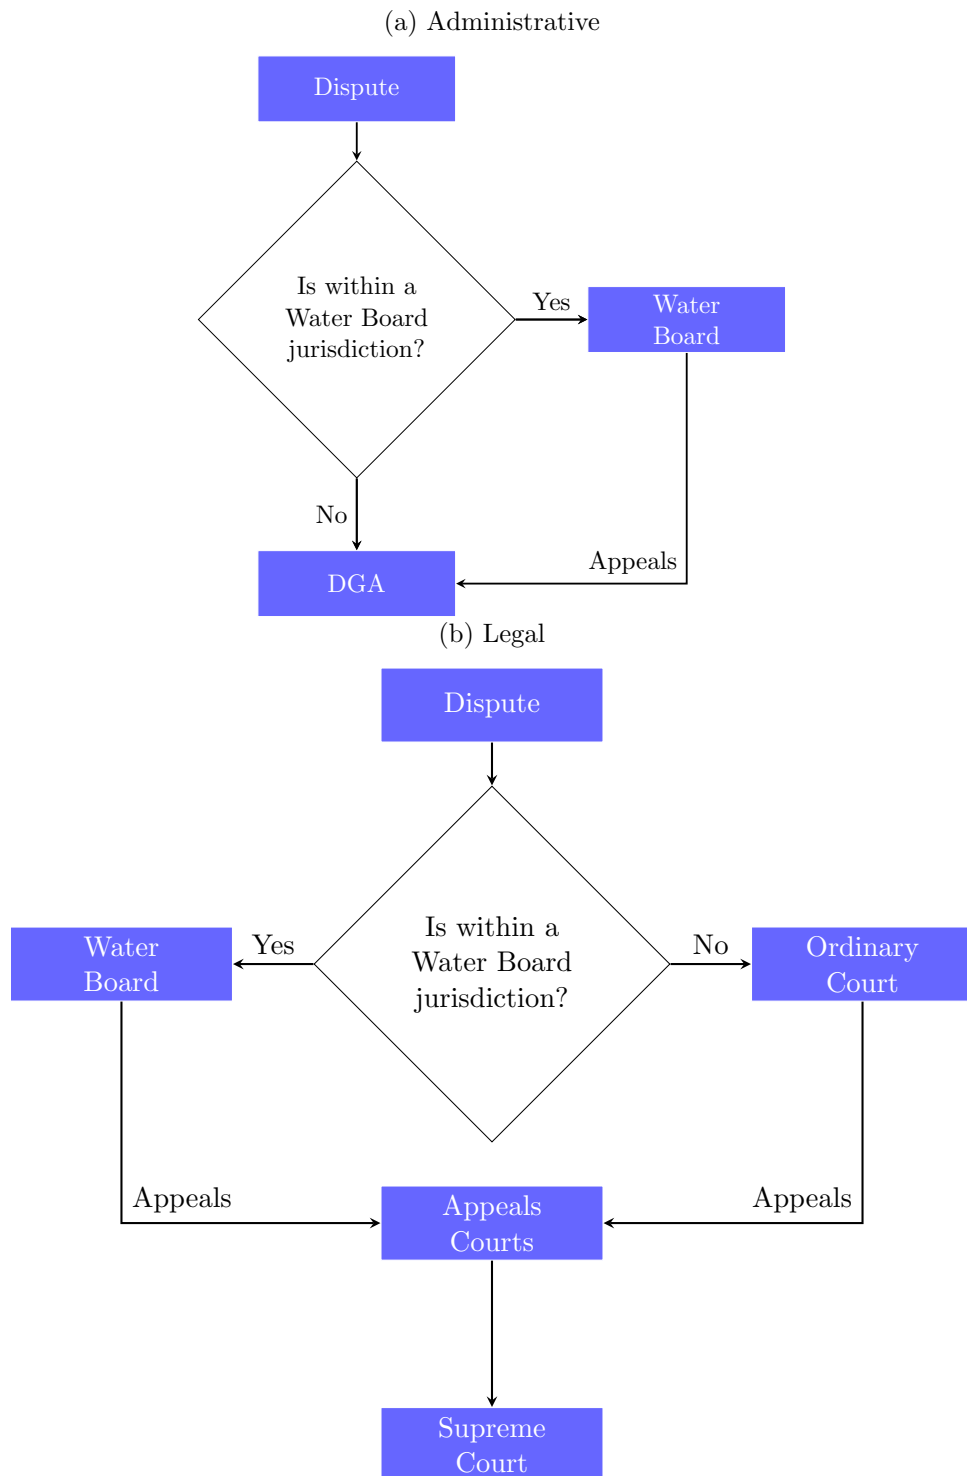 (a) Administrative
Dispute
Is within a
Water Board
jurisdiction?
Yes
Water
Board
No
Appeals
DGA
(b) Legal
Dispute
Is within a
Water Board
jurisdiction?
Yes
Water
Board
No
Ordinary
Court
Appeals
Appeals
Courts
Appeals
Supreme
Court